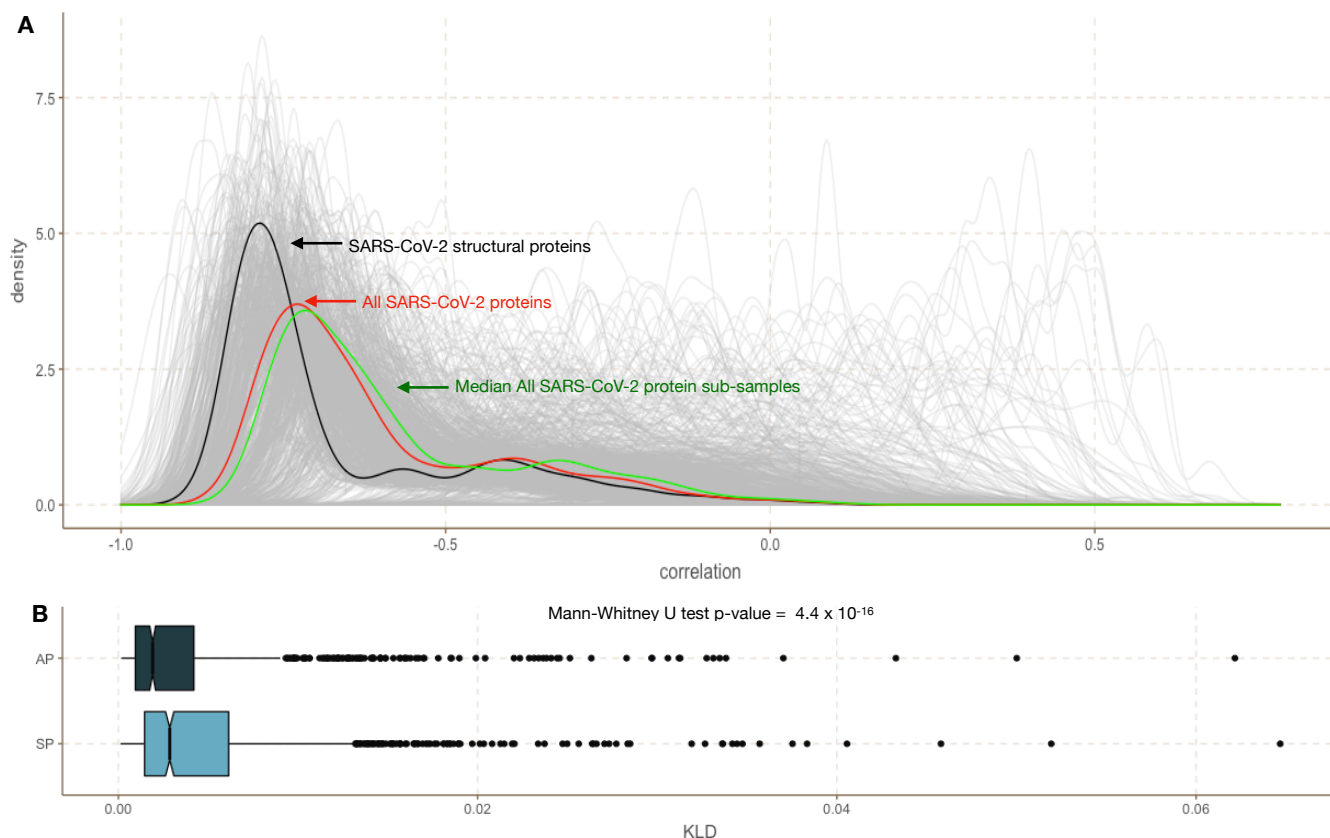 A
7.5
5.0
2.5
0.0
density
SARS-CoV-2 structural proteins
All SARS-CoV-2 proteins
Median All SARS-CoV-2 protein sub-samples
-1.0 -0.5 0.0 0.5
correlation
B
Mann-Whitney U test p-value = 4.4 x 10⁻¹⁶
AP
SP
0.00 0.02 0.04 0.06
KLD